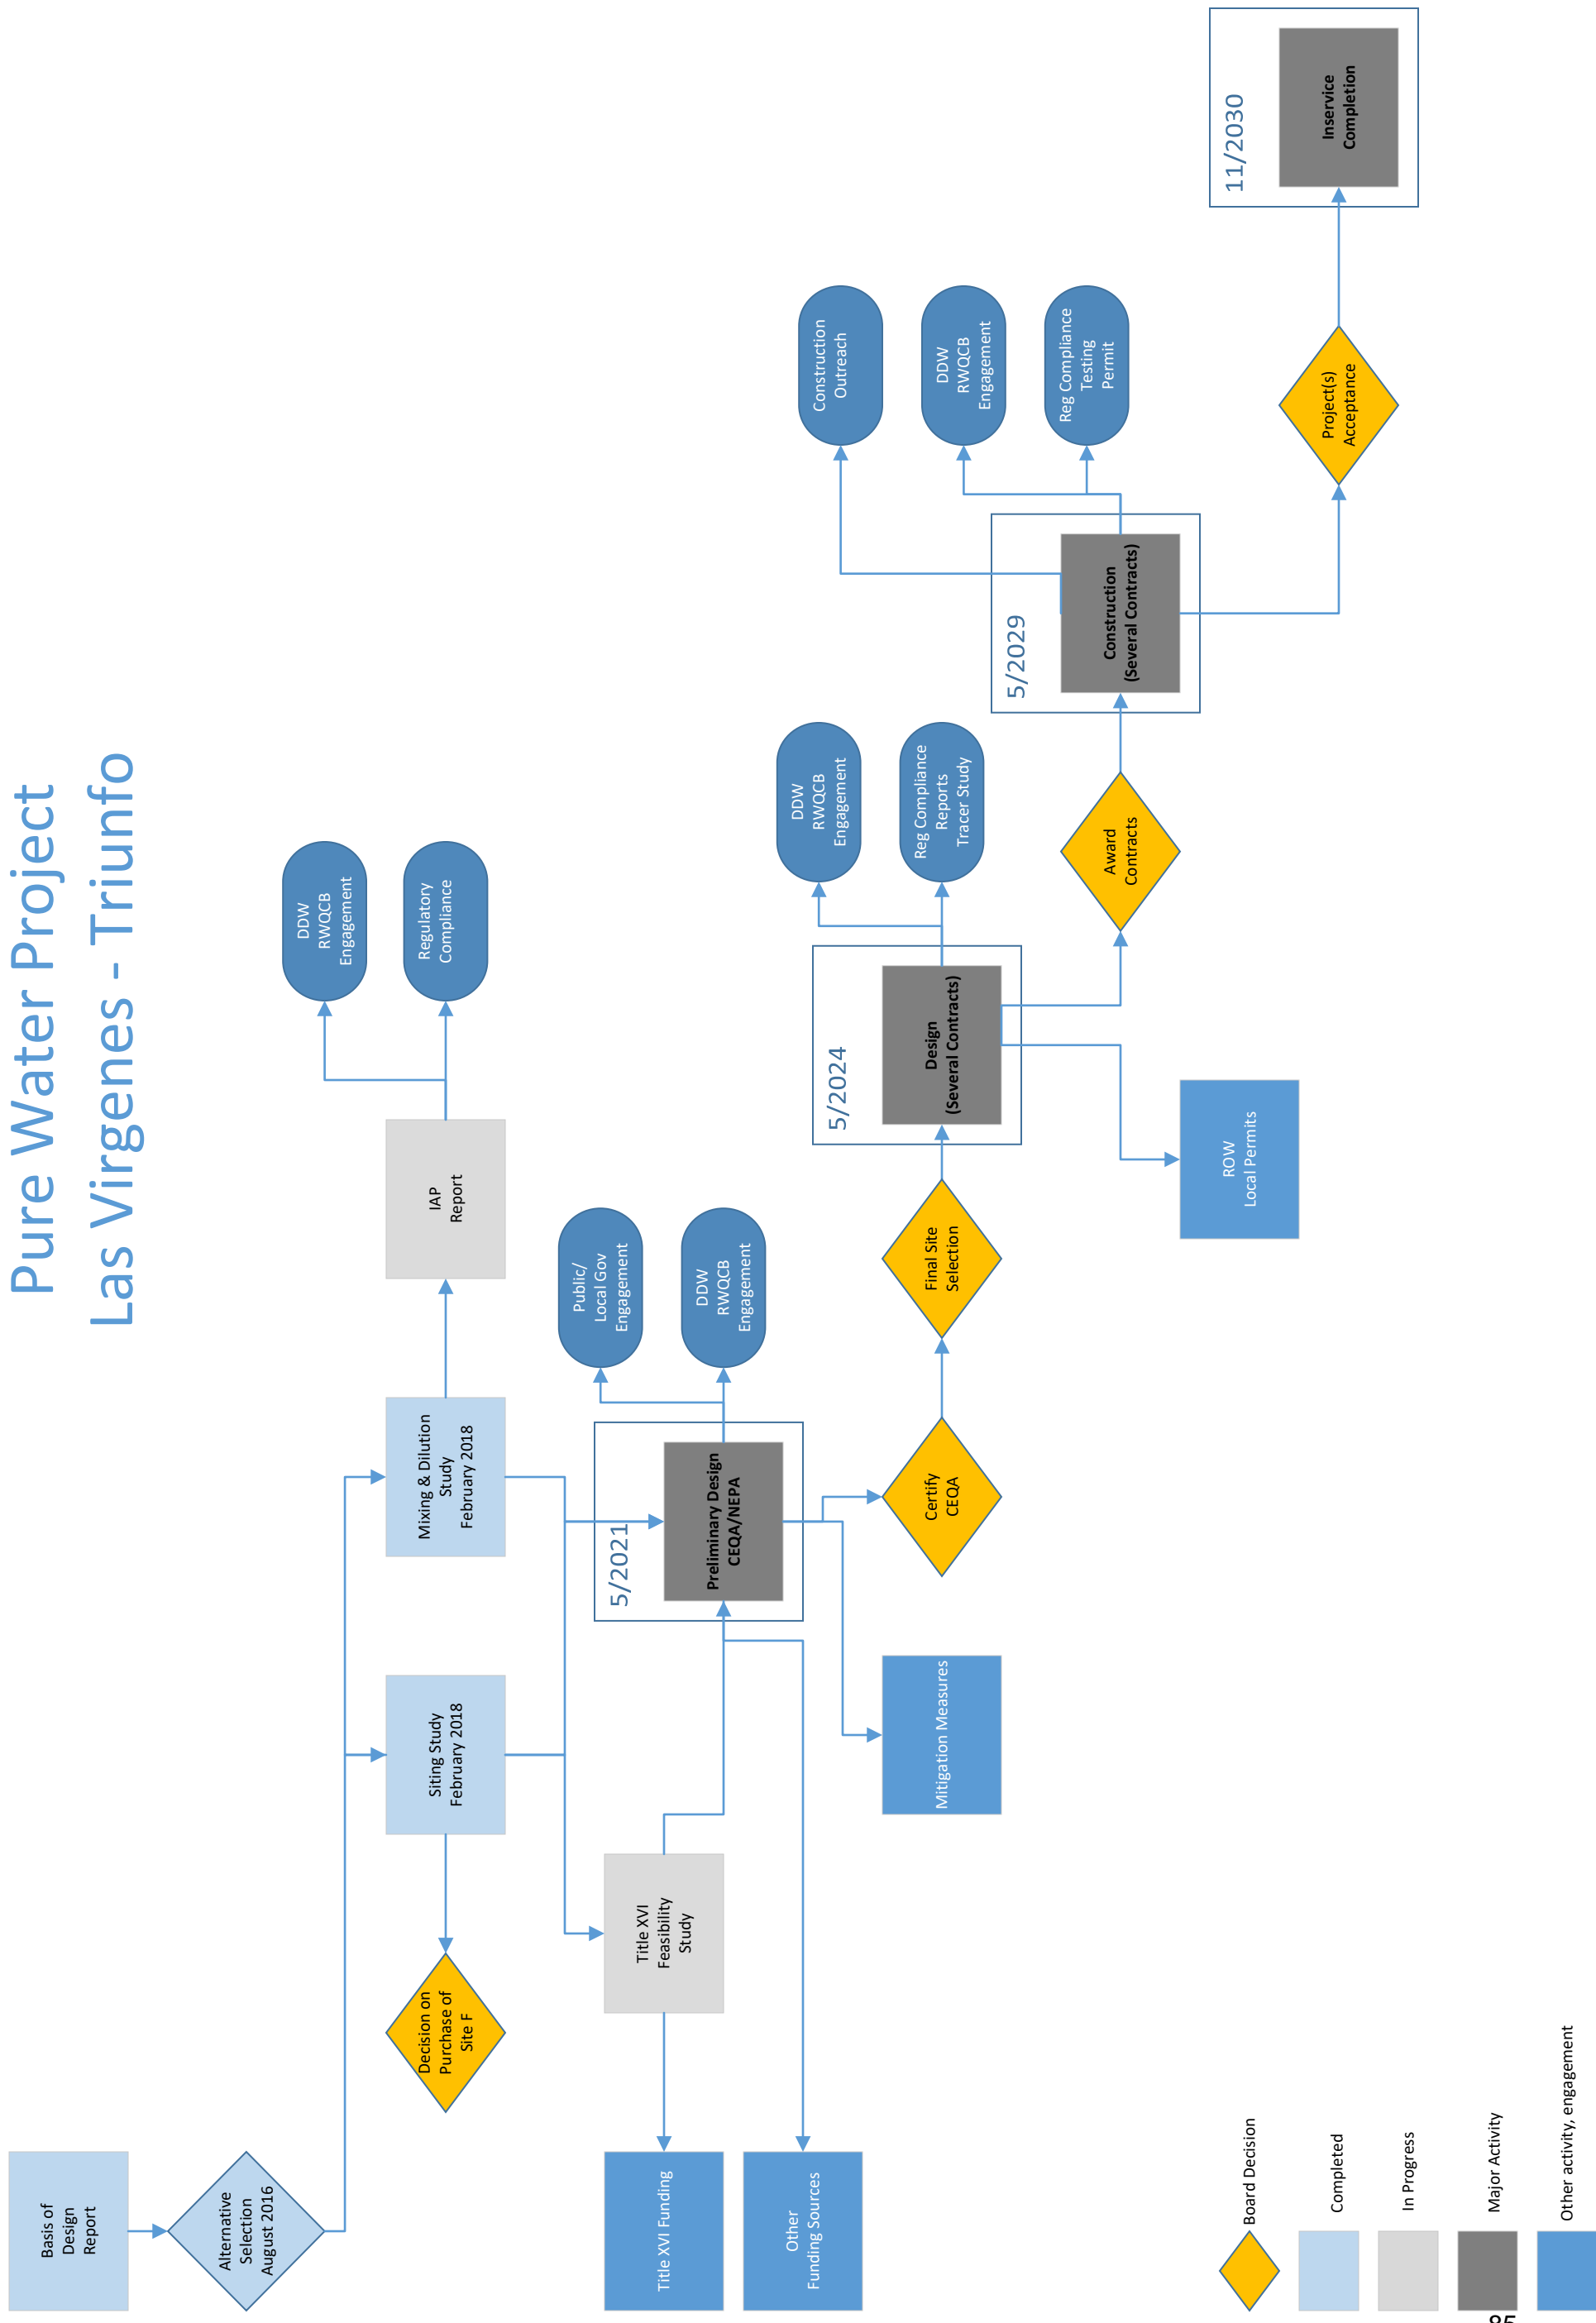 Pure Water Project
Las Virgenes - Triunfo
Basis of
Design
Report
Alternative
Selection
August 2016
Decision on
Purchase of
Site F
Siting Study
February 2018
Mixing & Dilution
Study
February 2018
IAP
Report
DDW
RWQCB
Engagement
Regulatory
Compliance
Title XVI Funding
Other
Funding Sources
Title XVI
Feasibility
Study
5/2021
Preliminary Design
CEQA/NEPA
Public/
Local Gov
Engagement
DDW
RWQCB
Engagement
Mitigation Measures
Certify
CEQA
Final Site
Selection
5/2024
Design
(Several Contracts)
DDW
RWQCB
Engagement
Reg Compliance
Reports
Tracer Study
ROW
Local Permits
Award
Contracts
5/2029
Construction
(Several Contracts)
Construction
Outreach
DDW
RWQCB
Engagement
Reg Compliance
Testing
Permit
Project(s)
Acceptance
11/2030
Inservice
Completion
Board Decision
Completed
In Progress
Major Activity
Other activity, engagement